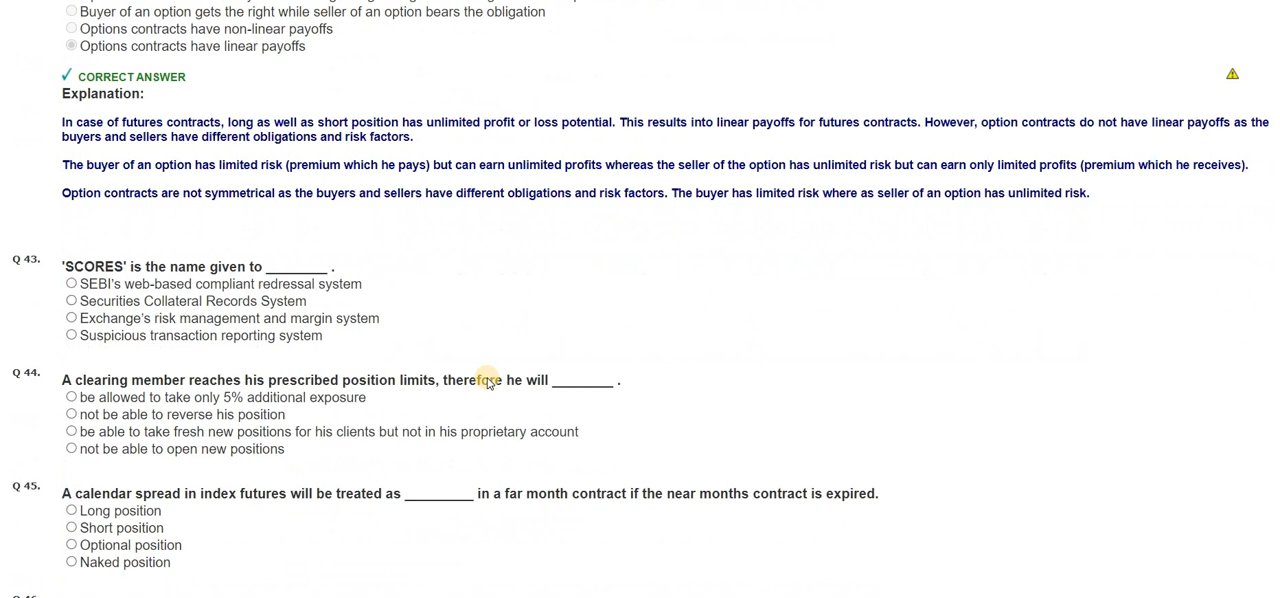 Buyer of an option gets the right while seller of an option bears the obligation
Options contracts have non-linear payoffs
Options contracts have linear payoffs
✓ CORRECT ANSWER
Explanation:
In case of futures contracts, long as well as short position has unlimited profit or loss potential. This results into linear payoffs for futures contracts. However, option contracts do not have linear payoffs as the
buyers and sellers have different obligations and risk factors.
The buyer of an option has limited risk (premium which he pays) but can earn unlimited profits whereas the seller of the option has unlimited risk but can earn only limited profits (premium which he receives).
Option contracts are not symmetrical as the buyers and sellers have different obligations and risk factors. The buyer has limited risk where as seller of an option has unlimited risk.
Q 43. 'SCORES' is the name given to ________ .
SEBI's web-based compliant redressal system
Securities Collateral Records System
Exchange's risk management and margin system
Suspicious transaction reporting system
Q 44. A clearing member reaches his prescribed position limits, therefore he will ________ .
be allowed to take only 5% additional exposure
not be able to reverse his position
be able to take fresh new positions for his clients but not in his proprietary account
not be able to open new positions
Q 45. A calendar spread in index futures will be treated as _________ in a far month contract if the near months contract is expired.
Long position
Short position
Optional position
Naked position